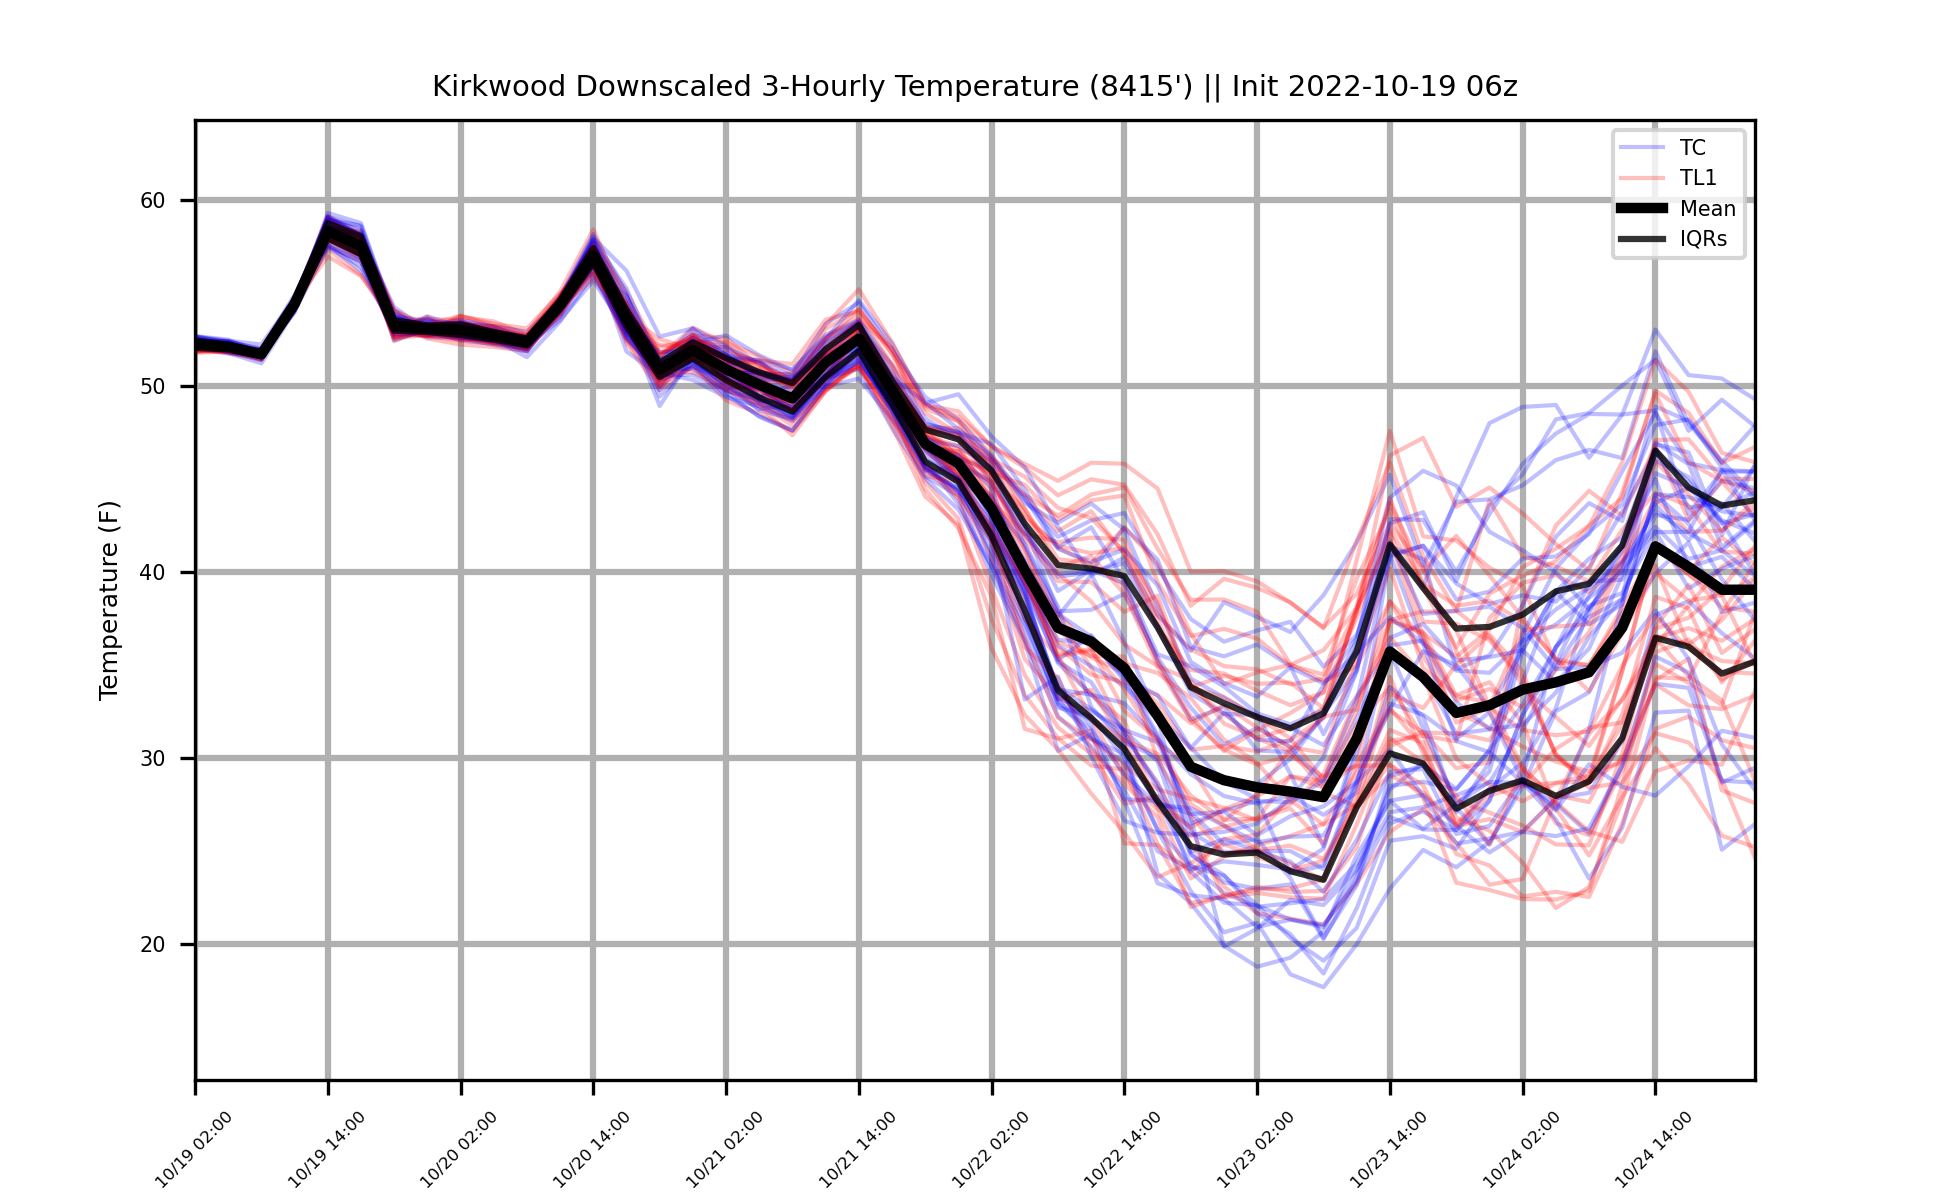 Kirkwood Downscaled 3-Hourly Temperature (8415') || Init 2022-10-19 06z
TC
TL1
Mean
IQRs
Temperature (F)
60
50
40
30
20
10/19 02:00
10/19 14:00
10/20 02:00
10/20 14:00
10/21 02:00
10/21 14:00
10/22 02:00
10/22 14:00
10/23 02:00
10/23 14:00
10/24 02:00
10/24 14:00